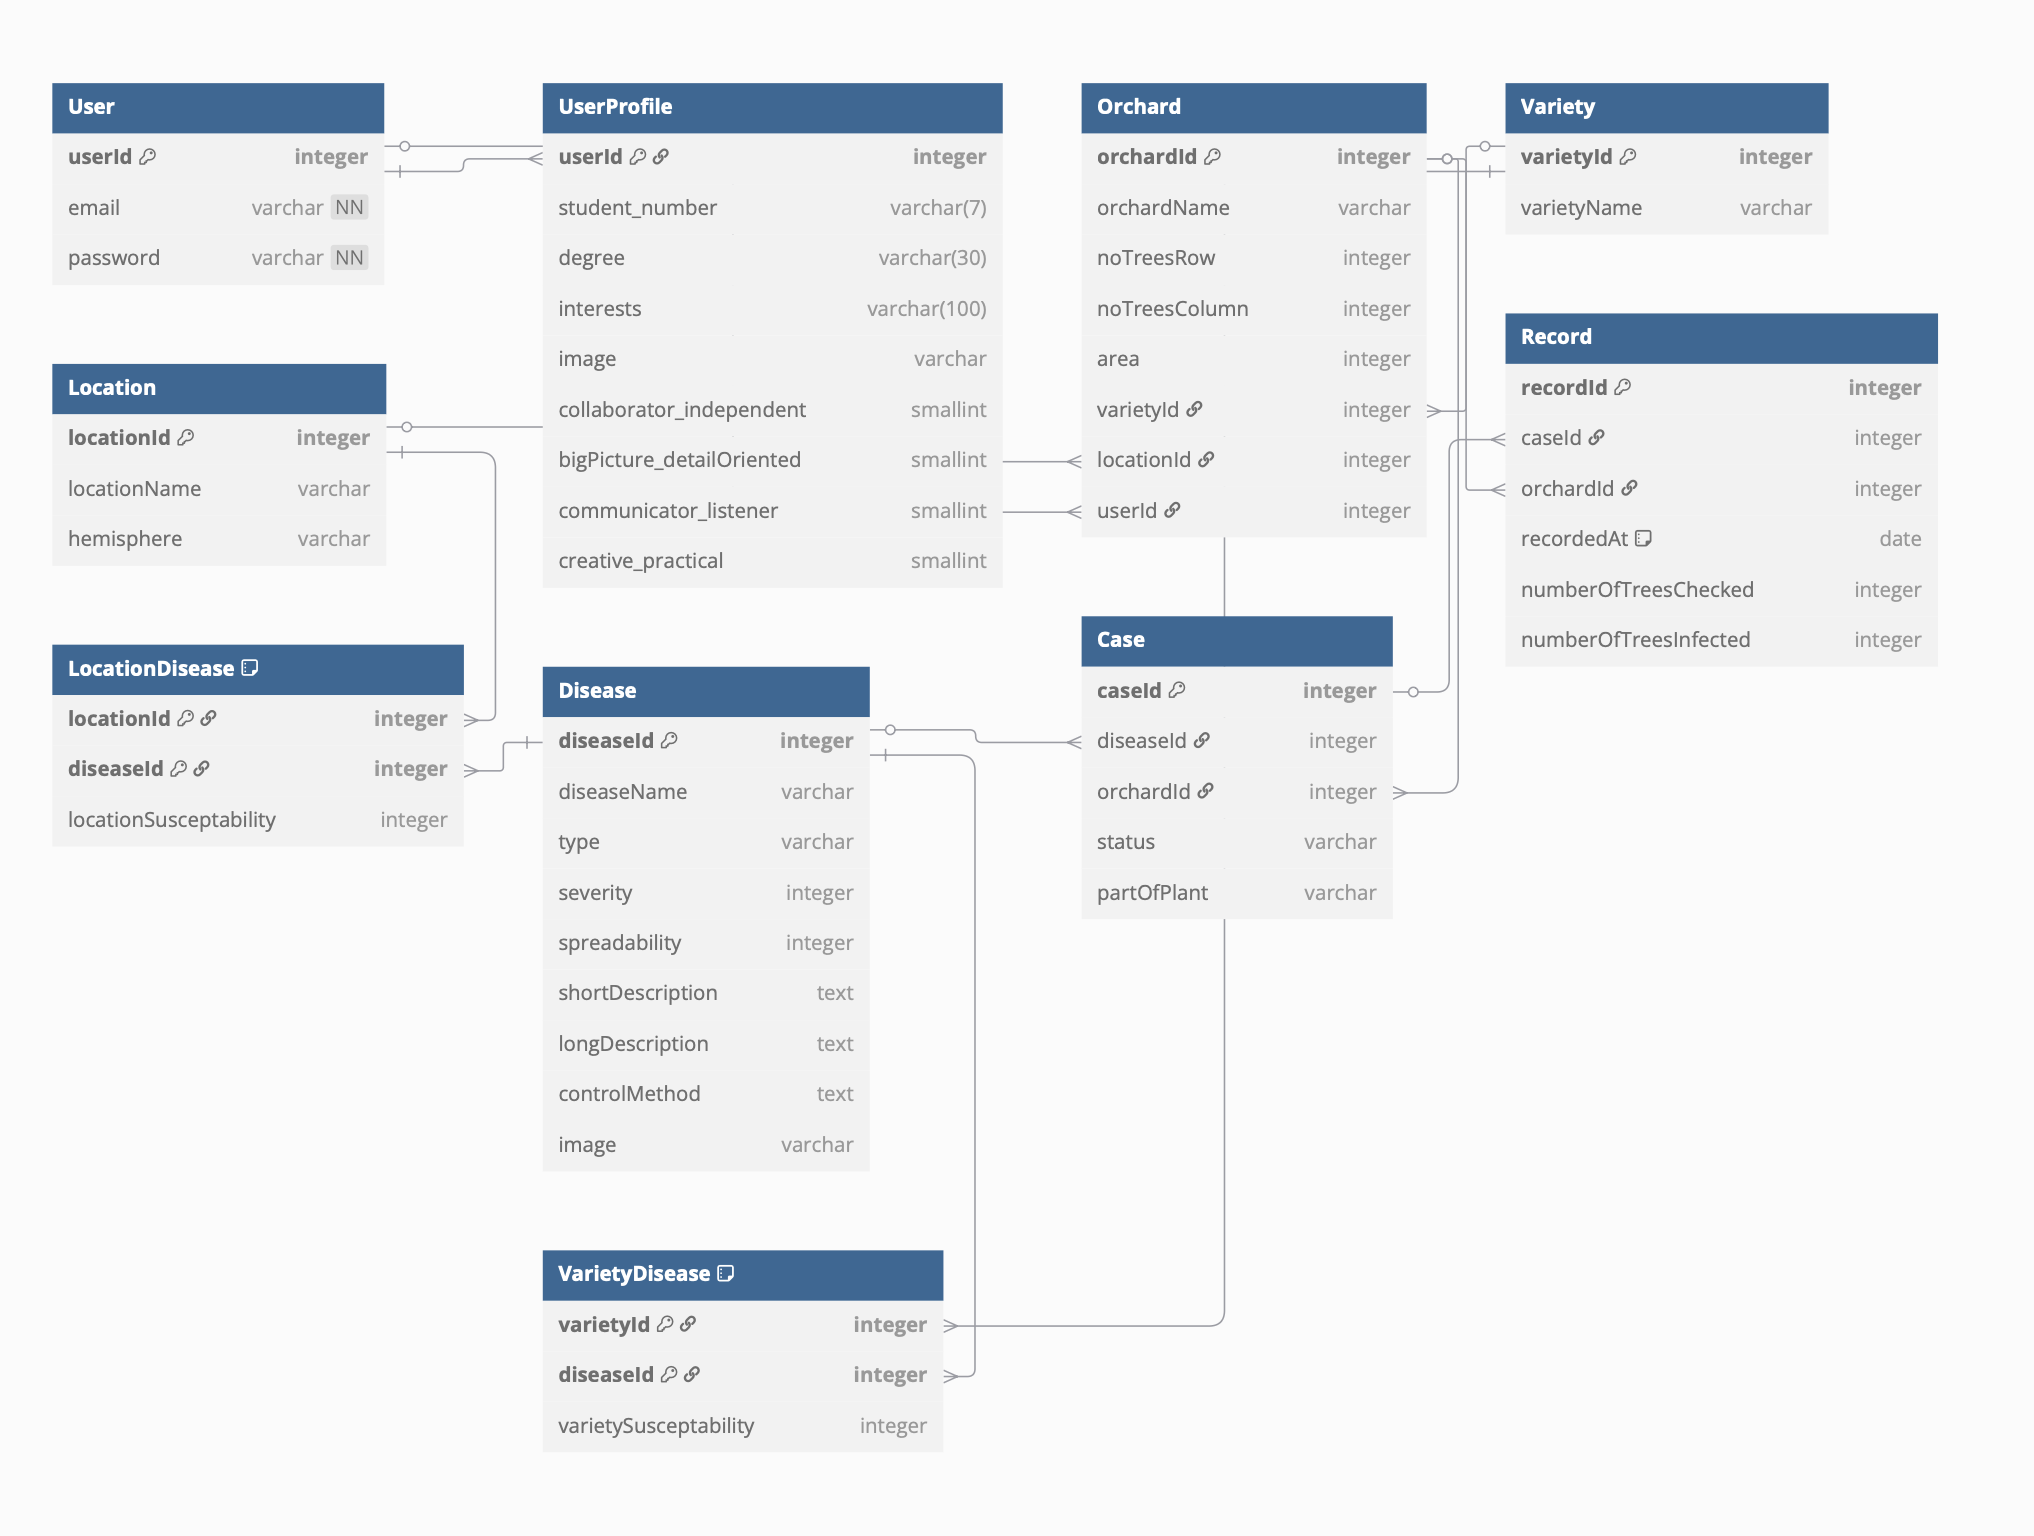 User
userId integer
email varchar NN
password varchar NN
UserProfile
userId integer
student_number varchar(7)
degree varchar(30)
interests varchar(100)
image varchar
collaborator_independent smallint
bigPicture_detailOriented smallint
communicator_listener smallint
creative_practical smallint
Orchard
orchardId integer
orchardName varchar
noTreesRow integer
noTreesColumn integer
area integer
varietyId integer
locationId integer
userId integer
Variety
varietyId integer
varietyName varchar
Record
recordId integer
caseId integer
orchardId integer
recordedAt date
numberOfTreesChecked integer
numberOfTreesInfected integer
Location
locationId integer
locationName varchar
hemisphere varchar
LocationDisease
locationId integer
diseaseId integer
locationSusceptability integer
Disease
diseaseId integer
diseaseName varchar
type varchar
severity integer
spreadability integer
shortDescription text
longDescription text
controlMethod text
image varchar
Case
caseId integer
diseaseId integer
orchardId integer
status varchar
partOfPlant varchar
VarietyDisease
varietyId integer
diseaseId integer
varietySusceptability integer